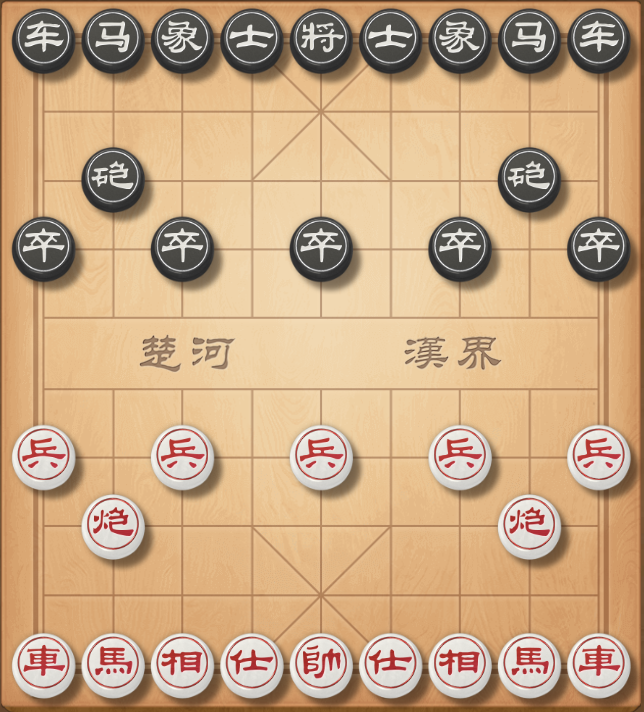 车马象士將士象马车
砲砲
卒卒卒卒卒
楚河 漢界
兵兵兵兵兵
炮炮
車馬相仕帥仕相馬車